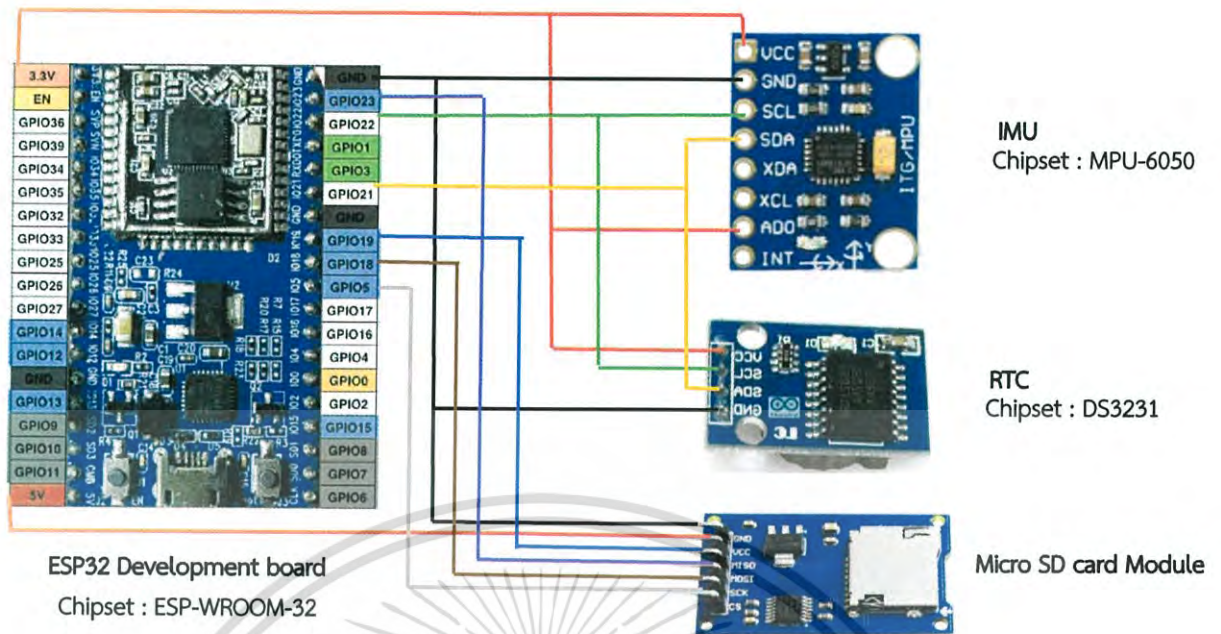 3.3V
EN
GPIO36
GPIO39
GPIO34
GPIO35
GPIO32
GPIO33
GPIO25
GPIO26
GPIO27
GPIO14
GPIO12
GND
GPIO13
GPIO9
GPIO10
GPIO11
5V
GND
GPIO23
GPIO22
GPIO1
GPIO3
GPIO21
GND
GPIO19
GPIO18
GPIO5
GPIO17
GPIO16
GPIO4
GPIO0
GPIO2
GPIO15
GPIO8
GPIO7
GPIO6
ESP32 Development board
Chipset : ESP-WROOM-32
VCC
GND
SCL
SDA
XDA
XCL
ADO
INT
ITG/MPU
IMU
Chipset : MPU-6050
VCC
SCL
SDA
GND
RTC
Chipset : DS3231
GND
VCC
MISO
MOSI
SCK
CS
Micro SD card Module